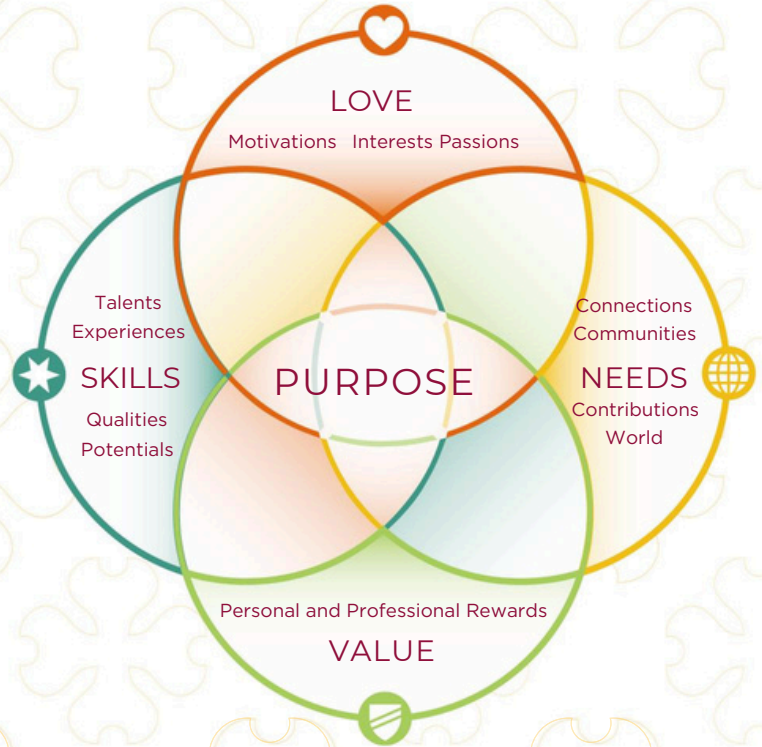 LOVE
Motivations Interests Passions
Talents
Experiences
SKILLS
Qualities
Potentials
PURPOSE
Connections
Communities
NEEDS
Contributions
World
Personal and Professional Rewards
VALUE